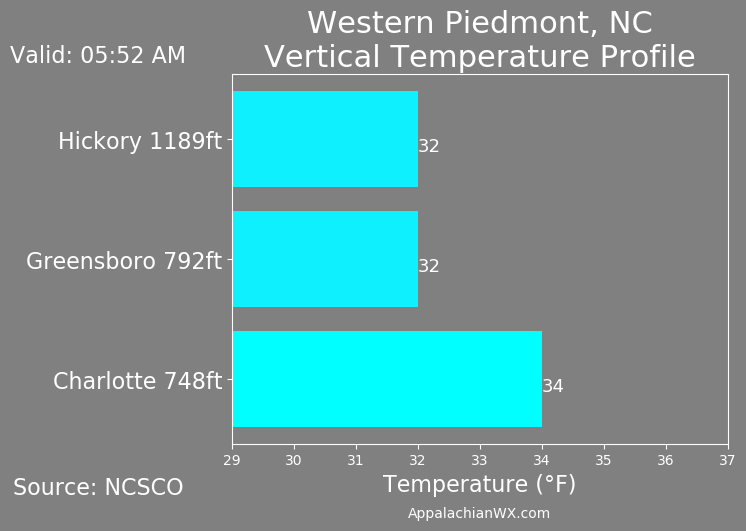 Western Piedmont, NC
Vertical Temperature Profile
Valid: 05:52 AM
Hickory 1189ft
32
Greensboro 792ft
32
Charlotte 748ft
34
29 30 31 32 33 34 35 36 37
Temperature (°F)
Source: NCSCO
AppalachianWX.com